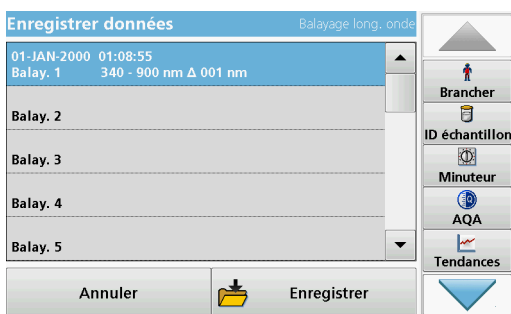 Enregistrer données
Balayage long. onde
01-JAN-2000 01:08:55
Balay. 1 340 - 900 nm Δ 001 nm
Balay. 2
Balay. 3
Balay. 4
Balay. 5
Annuler
Enregistrer
Brancher
ID échantillon
Minuteur
AQA
Tendances